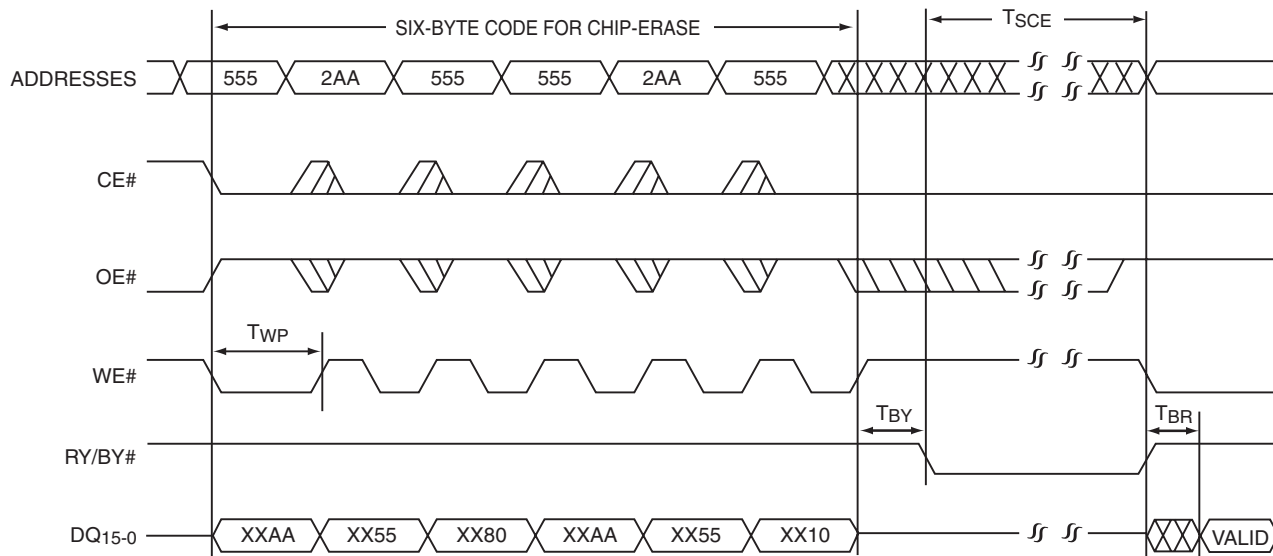 SIX-BYTE CODE FOR CHIP-ERASE TSCE
ADDRESSES 555 2AA 555 555 2AA 555
CE#
OE#
TWP
WE#
TBY TBR
RY/BY#
DQ15-0 XXAA XX55 XX80 XXAA XX55 XX10 VALID